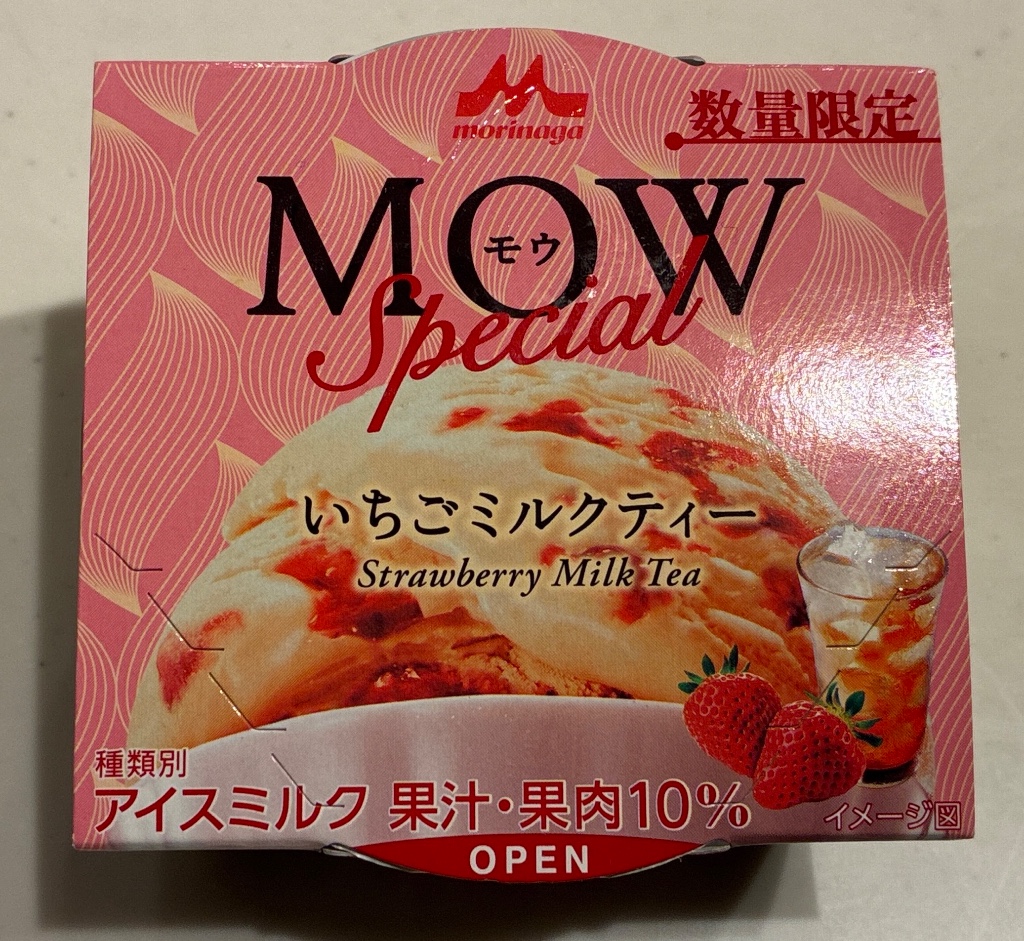 morinaga
数量限定
MOW
モウ
Special
いちごミルクティー
Strawberry Milk Tea
種類別
アイスミルク 果汁・果肉10%
イメージ図
OPEN